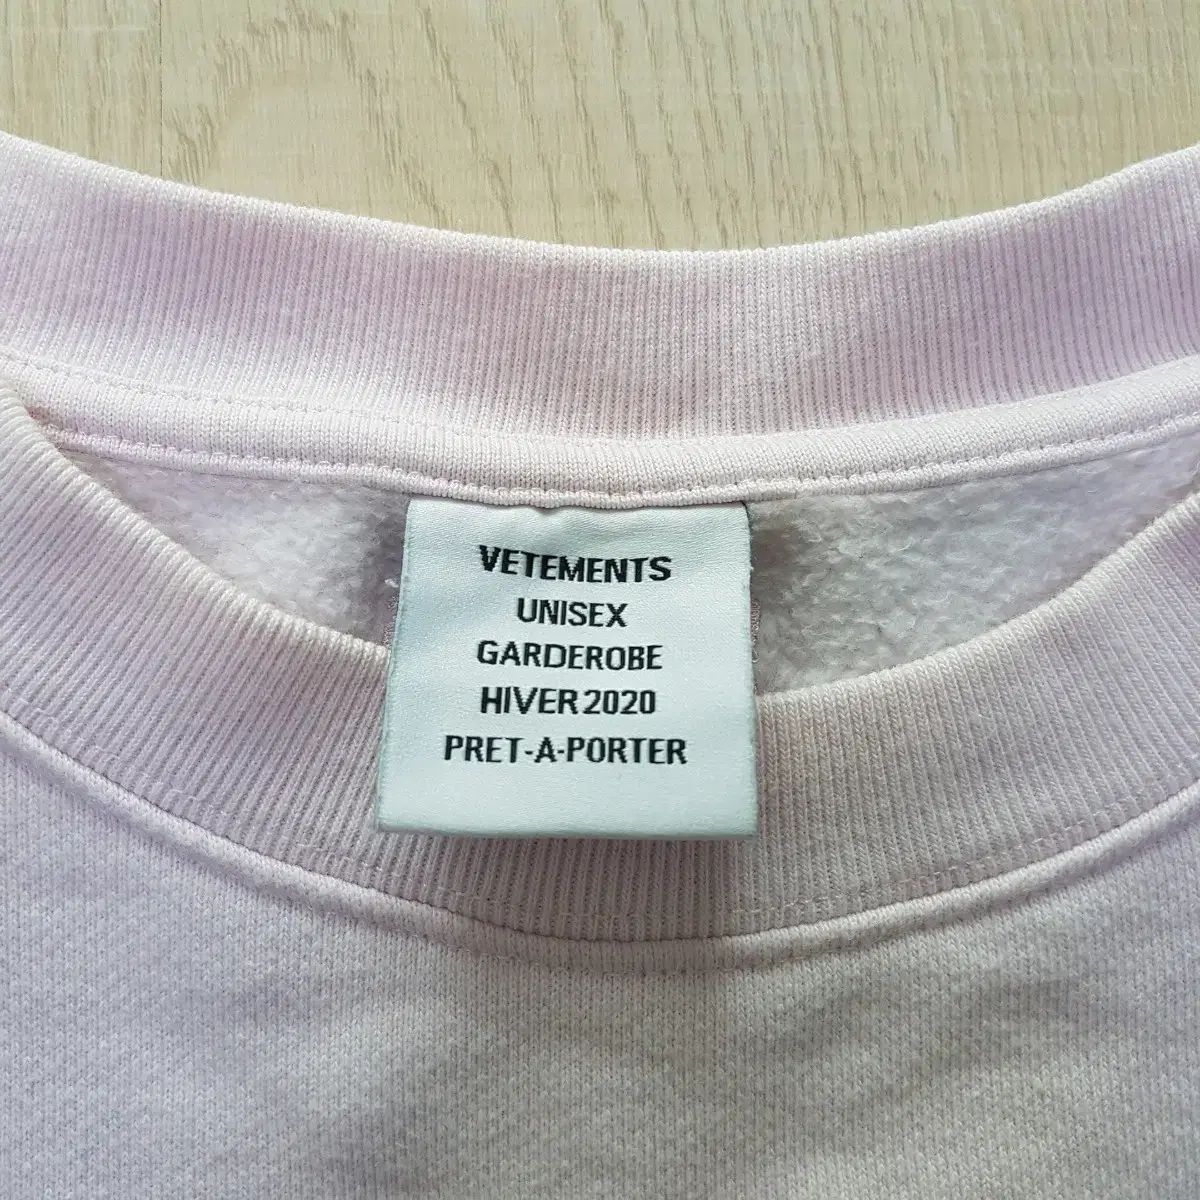 VETEMENTS
UNISEX
GARDEROBE
HIVER 2020
PRET-A-PORTER